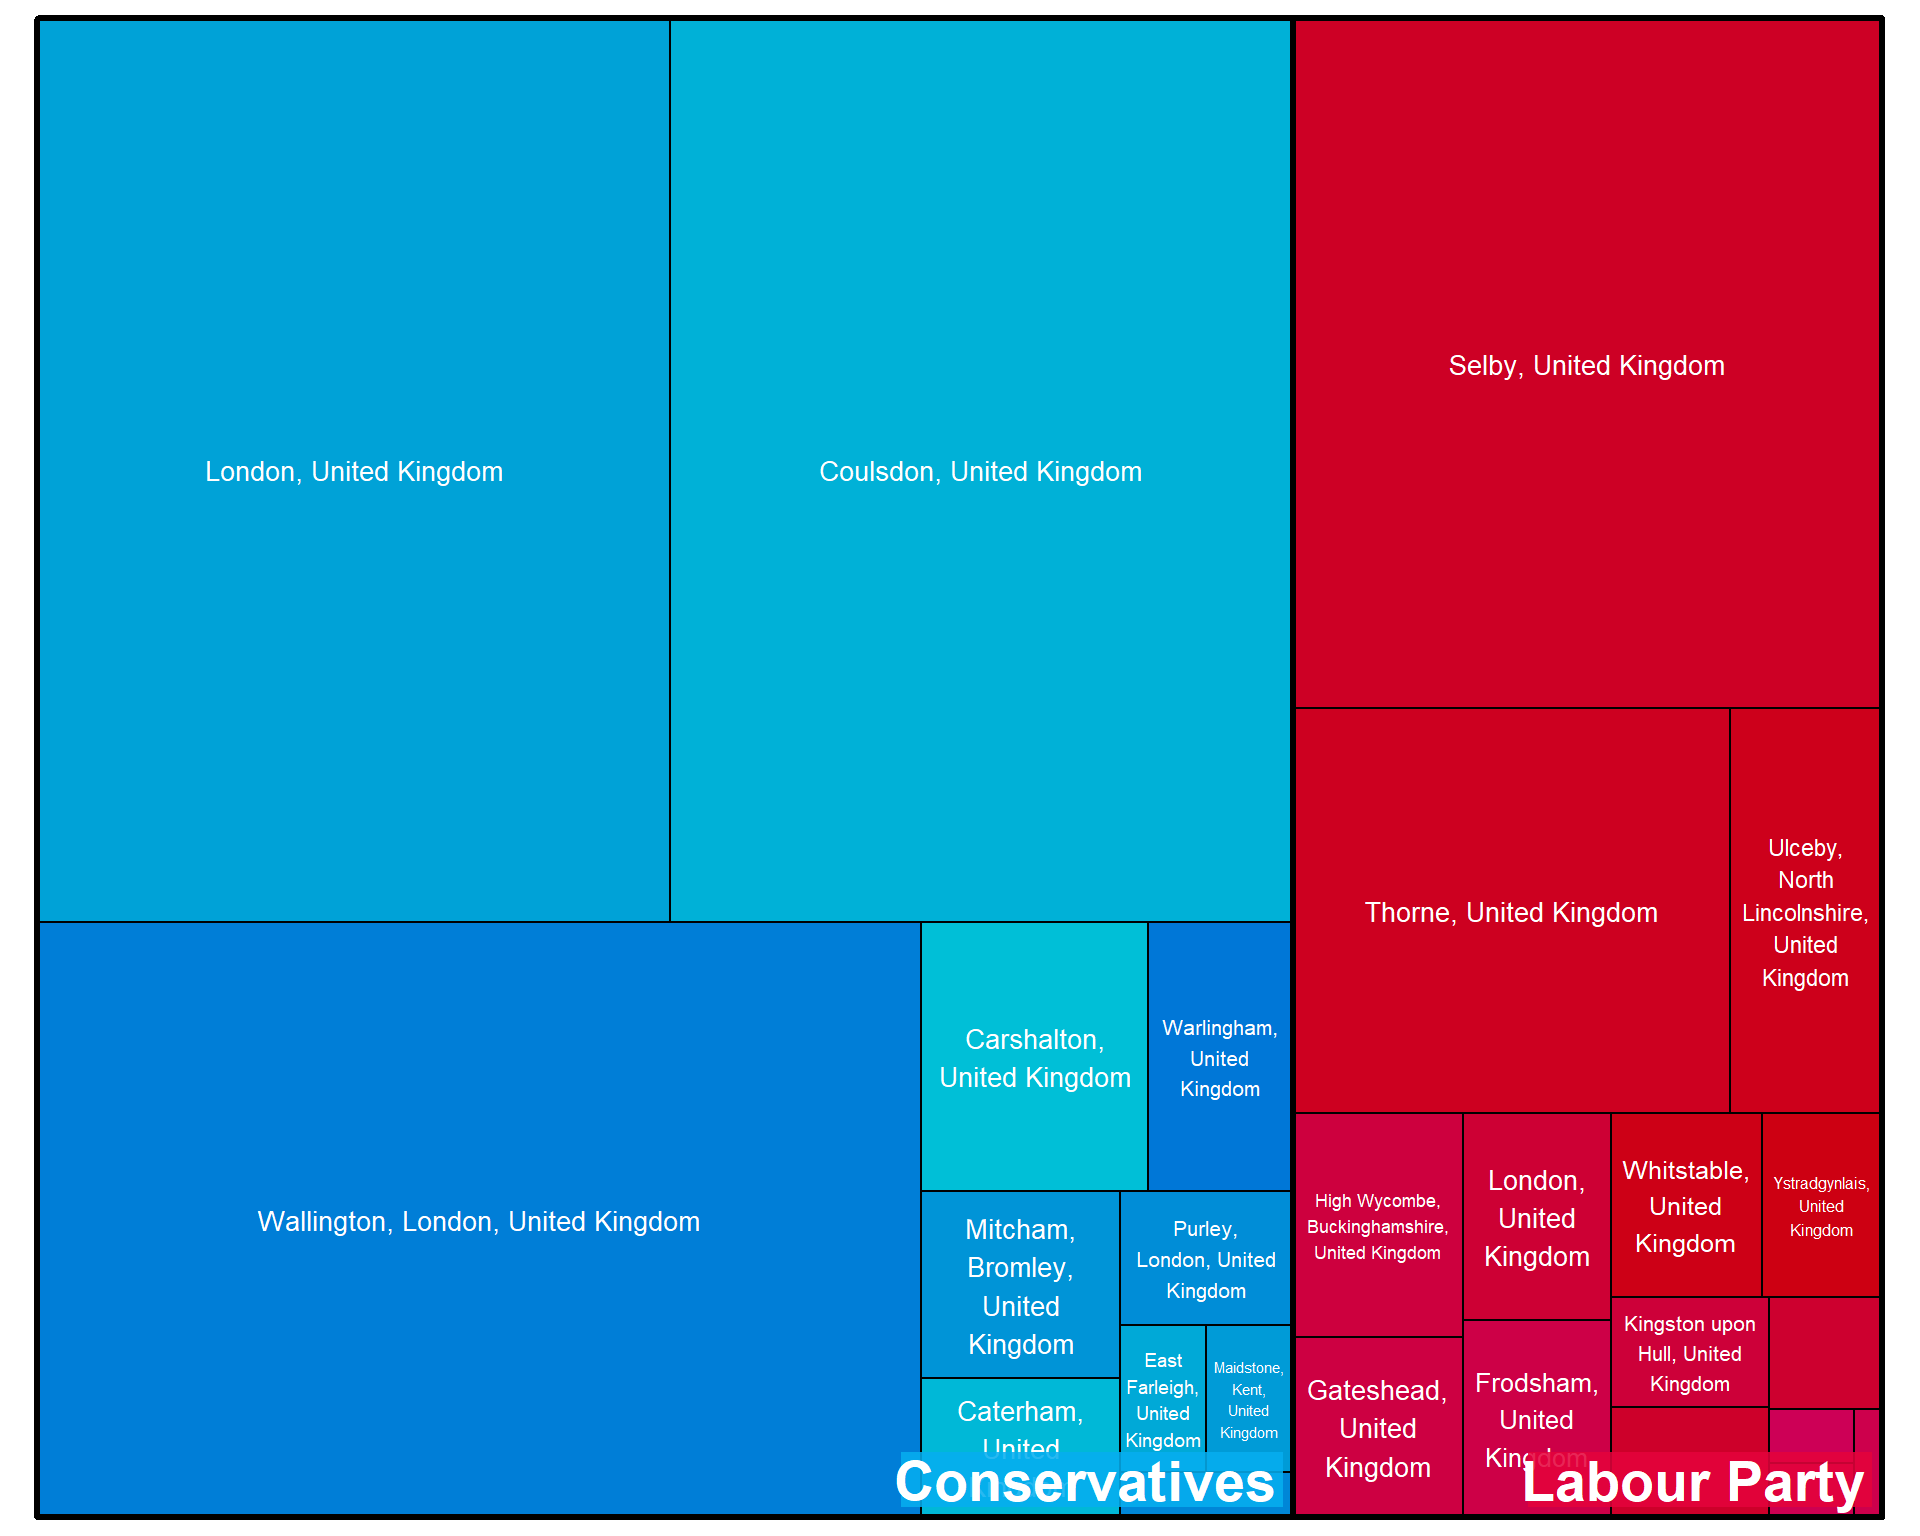 London, United Kingdom
Coulsdon, United Kingdom
Wallington, London, United Kingdom
Carshalton,
United Kingdom
Warlingham,
United
Kingdom
Mitcham,
Bromley,
United
Kingdom
Purley,
London, United
Kingdom
East
Farleigh,
United
Kingdom
Maidstone,
Kent,
United
Kingdom
Caterham,
United
Conservatives
Selby, United Kingdom
Thorne, United Kingdom
Ulceby,
North
Lincolnshire,
United
Kingdom
High Wycombe,
Buckinghamshire,
United Kingdom
London,
United
Kingdom
Whitstable,
United
Kingdom
Ystradgynlais,
United
Kingdom
Kingston upon
Hull, United
Kingdom
Gateshead,
United
Kingdom
Frodsham,
United
Kingdom
Labour Party